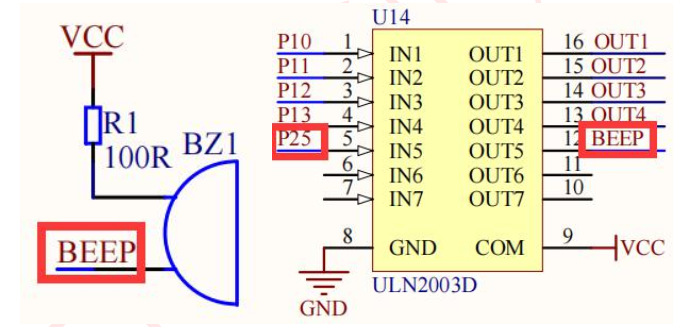 VCC
R1
100R
BZ1
BEEP
U14
P10 1 IN1 OUT1 16 OUT1
P11 2 IN2 OUT2 15 OUT2
P12 3 IN3 OUT3 14 OUT3
P13 4 IN4 OUT4 13 OUT4
P25 5 IN5 OUT5 12 BEEP
6 IN6 OUT6 11
7 IN7 OUT7 10
8 GND COM 9 VCC
GND
ULN2003D